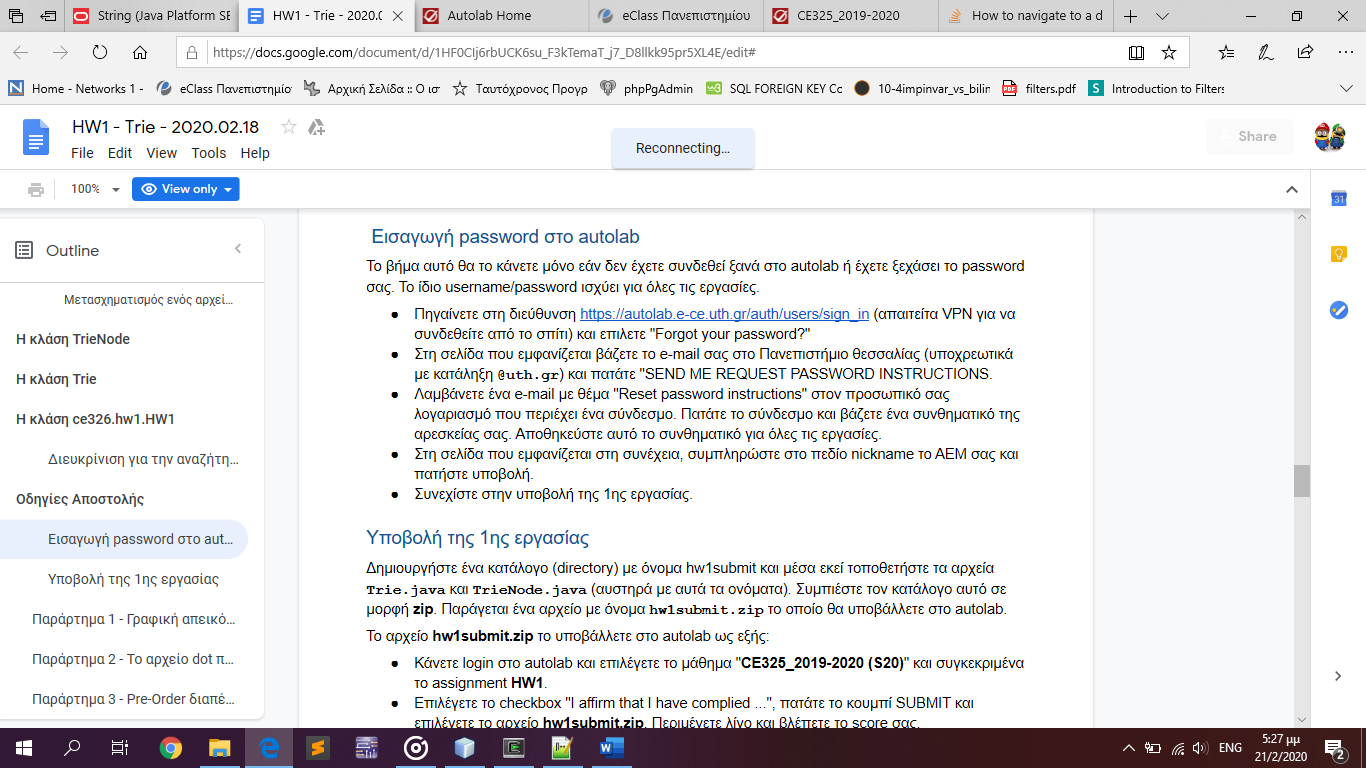 String (Java Platform SE
HW1 - Trie - 2020.0
Autolab Home
eClass Πανεπιστημίου
CE325_2019-2020
How to navigate to a d
https://docs.google.com/document/d/1HF0Clj6rbUCK6su_F3kTemaT_j7_D8llkk95pr5XL4E/edit#
Home - Networks 1 -
eClass Πανεπιστημίο
Αρχική Σελίδα :: Ο ισ
Ταυτόχρονος Προγρ
phpPgAdmin
SQL FOREIGN KEY Co
10-4impinvar_vs_bilin
filters.pdf
Introduction to Filters
HW1 - Trie - 2020.02.18
File Edit View Tools Help
Reconnecting...
Share
100%
View only
31
Outline
Μετασχηματισμός ενός αρχεί...
Η κλάση TrieNode
Η κλάση Trie
Η κλάση ce326.hw1.HW1
Διευκρίνιση για την αναζήτη...
Οδηγίες Αποστολής
Εισαγωγή password στο aut...
Υποβολή της 1ης εργασίας
Παράρτημα 1 - Γραφική απεικό...
Παράρτημα 2 - Το αρχείο dot π...
Παράρτημα 3 - Pre-Order διαπέ...
Εισαγωγή password στο autolab
Το βήμα αυτό θα το κάνετε μόνο εάν δεν έχετε συνδεθεί ξανά στο autolab ή έχετε ξεχάσει το password
σας. Το ίδιο username/password ισχύει για όλες τις εργασίες.
● Πηγαίνετε στη διεύθυνση https://autolab.e-ce.uth.gr/auth/users/sign_in (απαιτείτα VPN για να
συνδεθείτε από το σπίτι) και επιλετε "Forgot your password?"
● Στη σελίδα που εμφανίζεται βάζετε το e-mail σας στο Πανεπιστήμιο θεσσαλίας (υποχρεωτικά
με κατάληξη @uth.gr) και πατάτε "SEND ME REQUEST PASSWORD INSTRUCTIONS.
● Λαμβάνετε ένα e-mail με θέμα "Reset password instructions" στον προσωπικό σας
λογαριασμό που περιέχει ένα σύνδεσμο. Πατάτε το σύνδεσμο και βάζετε ένα συνθηματικό της
αρεσκείας σας. Αποθηκεύστε αυτό το συνθηματικό για όλες τις εργασίες.
● Στη σελίδα που εμφανίζεται στη συνέχεια, συμπληρώστε στο πεδίο nickname το ΑΕΜ σας και
πατήστε υποβολή.
● Συνεχίστε στην υποβολή της 1ης εργασίας.
Υποβολή της 1ης εργασίας
Δημιουργήστε ένα κατάλογο (directory) με όνομα hw1submit και μέσα εκεί τοποθετήστε τα αρχεία
Trie.java και TrieNode.java (αυστηρά με αυτά τα ονόματα). Συμπιέστε τον κατάλογο αυτό σε
μορφή zip. Παράγεται ένα αρχείο με όνομα hw1submit.zip το οποίο θα υποβάλλετε στο autolab.
Το αρχείο hw1submit.zip το υποβάλλετε στο autolab ως εξής:
● Κάνετε login στο autolab και επιλέγετε το μάθημα "CE325_2019-2020 (S20)" και συγκεκριμένα
το assignment HW1.
● Επιλέγετε το checkbox "I affirm that I have complied ...", πατάτε το κουμπί SUBMIT και
επιλέγετε το αρχείο hw1submit.zip. Περιμένετε λίγο και βλέπετε το score σας.
ENG
5:27 μμ
21/2/2020
2